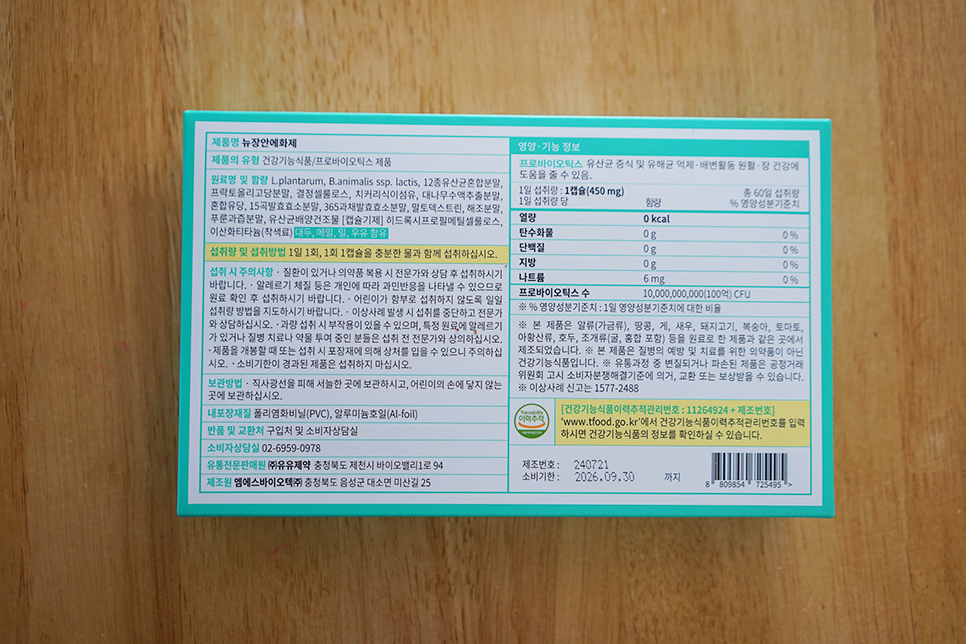 제품명 뉴장안에화제
제품의 유형 건강기능식품/프로바이오틱스 제품
원료명 및 함량 L.plantarum, B.animalis ssp. lactis, 12종유산균혼합분말,
프락토올리고당분말, 결정셀룰로스, 치커리식이섬유, 대나무수액추출분말,
혼합유당, 15곡발효효소분말, 365과채발효효소분말, 말토덱스트린, 해조분말,
푸룬과즙분말, 유산균배양건조물 [캡슐기제] 히드록시프로필메틸셀룰로스,
이산화티타늄(착색료) 대두, 메밀, 밀, 우유 함유
섭취량 및 섭취방법 1일 1회, 1회 1캡슐을 충분한 물과 함께 섭취하십시오.
섭취 시 주의사항 · 질환이 있거나 의약품 복용 시 전문가와 상담 후 섭취하시기
바랍니다. · 알레르기 체질 등은 개인에 따라 과민반응을 나타낼 수 있으므로
원료 확인 후 섭취하시기 바랍니다. · 어린이가 함부로 섭취하지 않도록 일일
섭취량 방법을 지도하시기 바랍니다. · 이상사례 발생 시 섭취를 중단하고 전문가
와 상담하십시오. · 과량 섭취 시 부작용이 있을 수 있으며, 특정 원료에 알레르기
가 있거나 질병 치료나 약물 투여 중인 분들은 섭취 전 전문가와 상의하십시오.
· 제품을 개봉할 때 또는 섭취 시 포장재에 의해 상처를 입을 수 있으니 주의하십
시오. · 소비기한이 경과된 제품은 섭취하지 마십시오.
보관방법 · 직사광선을 피해 서늘한 곳에 보관하시고, 어린이의 손에 닿지 않는
곳에 보관하십시오.
내포장재질 폴리염화비닐(PVC), 알루미늄호일(Al-foil)
반품 및 교환처 구입처 및 소비자상담실
소비자상담실 02-6959-0978
유통전문판매원 ㈜유유제약 충청북도 제천시 바이오밸리1로 94
제조원 엠에스바이오텍㈜ 충청북도 음성군 대소면 미산길 25
영양·기능 정보
프로바이오틱스 유산균 증식 및 유해균 억제·배변활동 원활·장 건강에
도움을 줄 수 있음.
1일 섭취량 : 1캡슐(450 mg) 총 60일 섭취량
1일 섭취량 당 함량 % 영양성분기준치
열량 0 kcal
탄수화물 0 g 0 %
단백질 0 g 0 %
지방 0 g 0 %
나트륨 6 mg 0 %
프로바이오틱스 수 10,000,000,000(100억) CFU
※ % 영양성분기준치 : 1일 영양성분기준치에 대한 비율
※ 본 제품은 알류(가금류), 땅콩, 게, 새우, 돼지고기, 복숭아, 토마토,
아황산류, 호두, 조개류(굴, 홍합 포함) 등을 원료로 한 제품과 같은 곳에서
제조되었습니다. ※ 본 제품은 질병의 예방 및 치료를 위한 의약품이 아닌
건강기능식품입니다. ※ 유통과정 중 변질되거나 파손된 제품은 공정거래
위원회 고시 소비자분쟁해결기준에 의거, 교환 또는 보상받을 수 있습니다.
※ 이상사례 신고는 1577-2488
Traceability
이력추적
[건강기능식품이력추적관리번호 : 11264924 + 제조번호]
‘www.tfood.go.kr’에서 건강기능식품이력추적관리번호를 입력
하시면 건강기능식품의 정보를 확인하실 수 있습니다.
제조번호 : 240721
소비기한 : 2026.09.30 까지
8 809854 725495 >